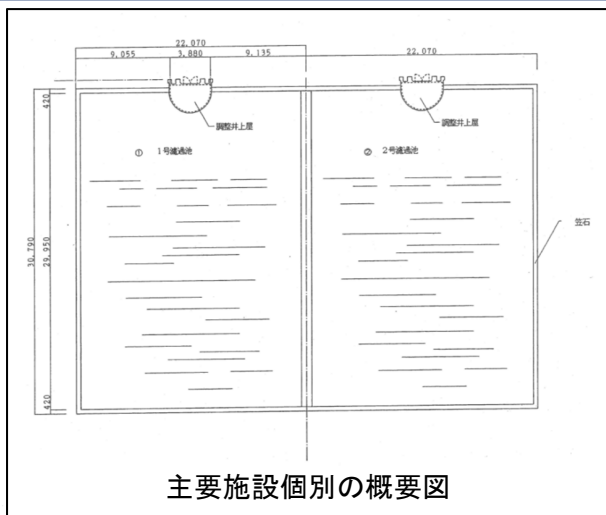 22.070
9.055 3.880 9.135 22.070
420
調整井上屋 調整井上屋
① 1号濾過池 ② 2号濾過池
笠石
30.790 29.950
420
主要施設個別の概要図